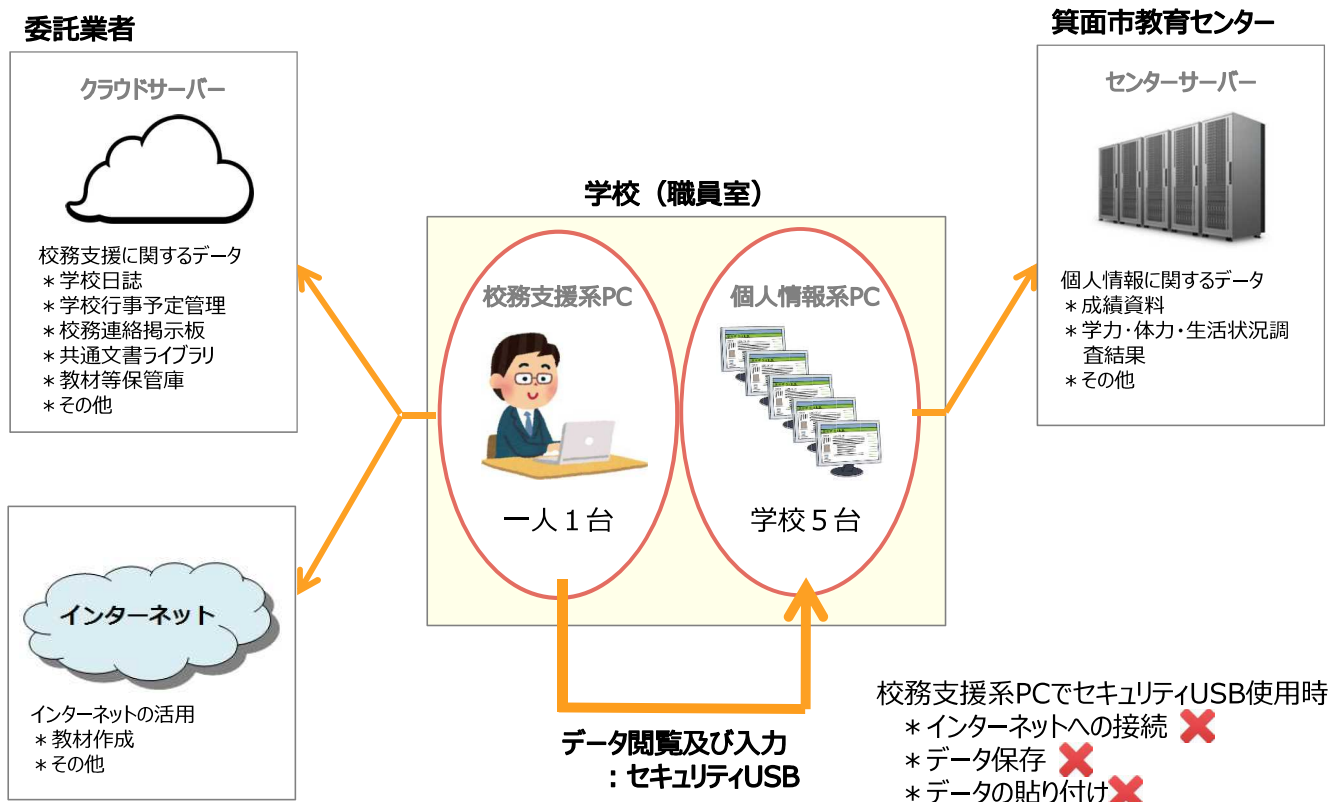 委託業者
クラウドサーバー
校務支援に関するデータ
＊学校日誌
＊学校行事予定管理
＊校務連絡掲示板
＊共通文書ライブラリ
＊教材等保管庫
＊その他
インターネット
インターネットの活用
＊教材作成
＊その他
学校（職員室）
校務支援系PC
一人１台
個人情報系PC
学校５台
データ閲覧及び入力
：セキュリティUSB
箕面市教育センター
センターサーバー
個人情報に関するデータ
＊成績資料
＊学力・体力・生活状況調
査結果
＊その他
校務支援系PCでセキュリティUSB使用時
＊インターネットへの接続 ❌
＊データ保存 ❌
＊データの貼り付け❌